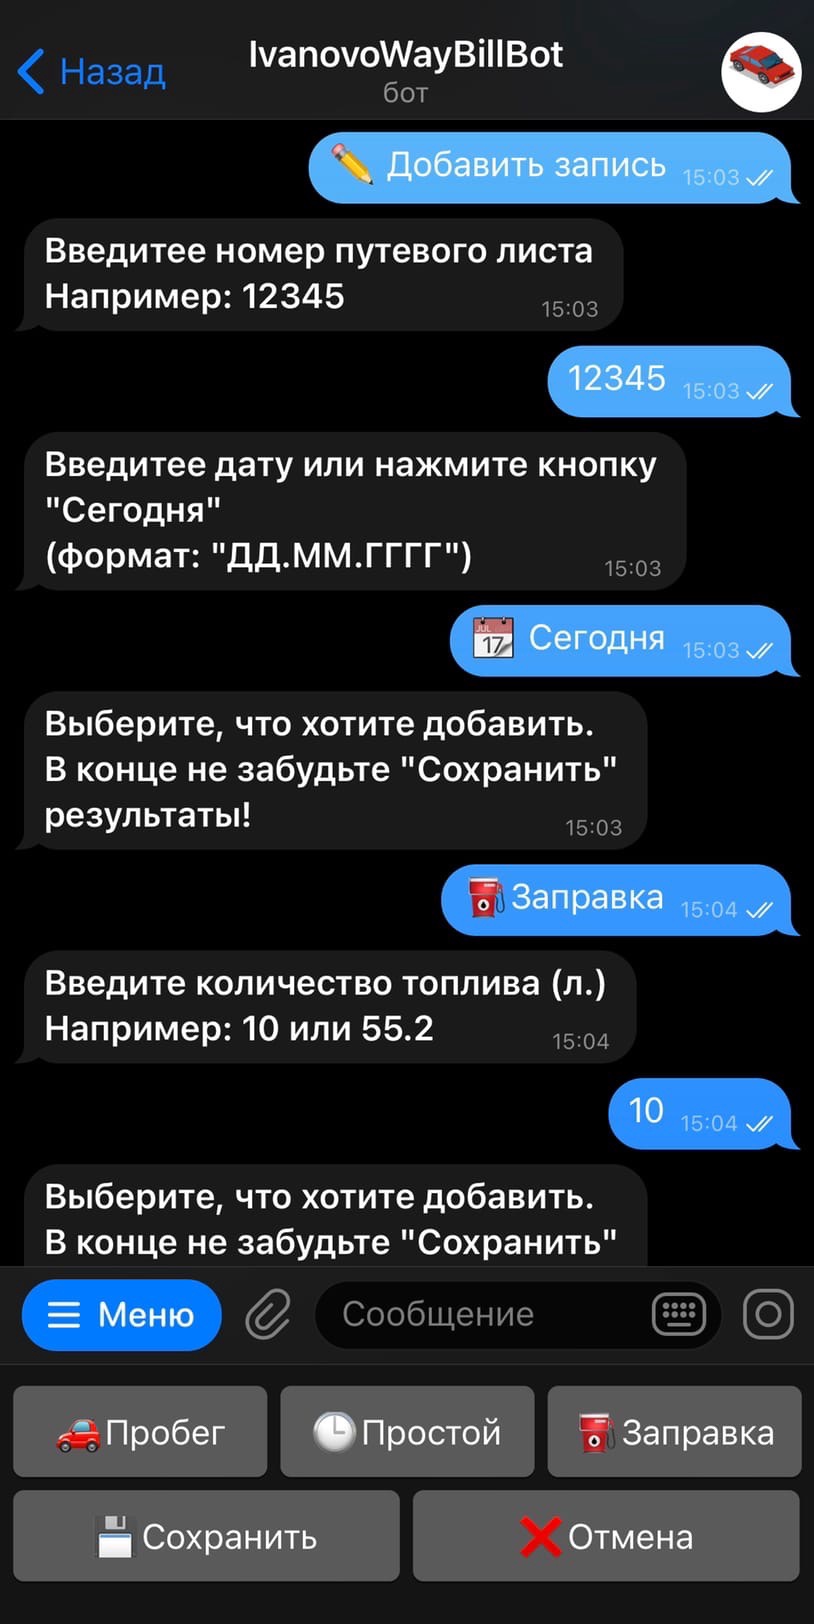 Назад
IvanovoWayBillBot
бот
✏️ Добавить запись 15:03
Введитее номер путевого листа
Например: 12345 15:03
12345 15:03
Введитее дату или нажмите кнопку
"Сегодня"
(формат: "ДД.ММ.ГГГГ") 15:03
JUL 17 Сегодня 15:03
Выберите, что хотите добавить.
В конце не забудьте "Сохранить"
результаты! 15:03
⛽Заправка 15:04
Введите количество топлива (л.)
Например: 10 или 55.2 15:04
10 15:04
Выберите, что хотите добавить.
В конце не забудьте "Сохранить"
Меню
Сообщение
🚗Пробег 🕒Простой ⛽Заправка
💾Сохранить ❌Отмена